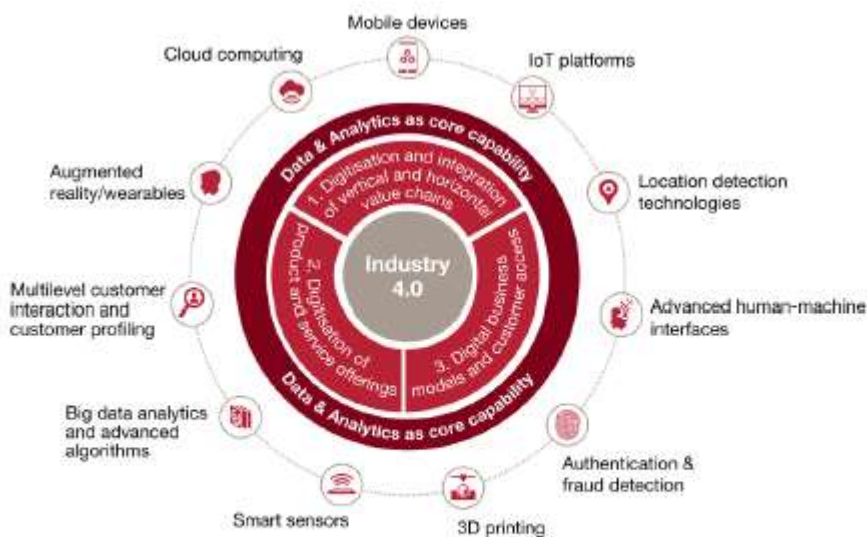 Mobile devices
Cloud computing
IoT platforms
Augmented
reality/wearables
Location detection
technologies
Multilevel customer
interaction and
customer profiling
Advanced human-machine
interfaces
Big data analytics
and advanced
algorithms
Authentication &
fraud detection
Smart sensors
3D printing
Data & Analytics as core capability
1. Digitisation and integration
of vertical and horizontal
value chains
2. Digitisation of
product and service offerings
3. Digital business
models and customer access
Industry
4.0
Data & Analytics as core capability